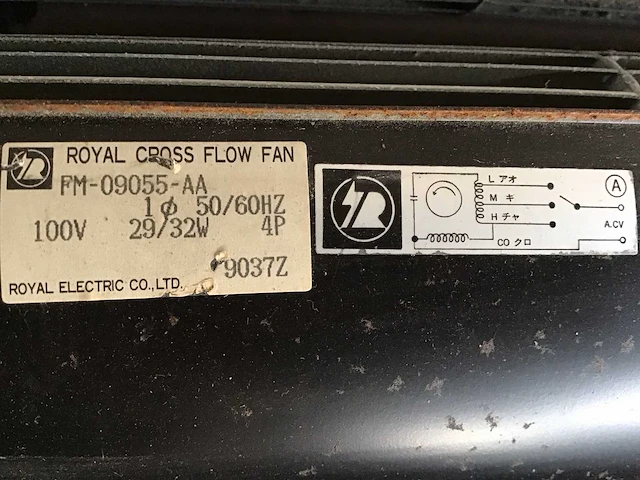 ROYAL CROSS FLOW FAN
FM-09055-AA
1φ 50/60HZ
100V 29/32W 4P
9037Z
ROYAL ELECTRIC CO.,LTD.
L アオ
M キ
H チャ
CO クロ
A
A.CV